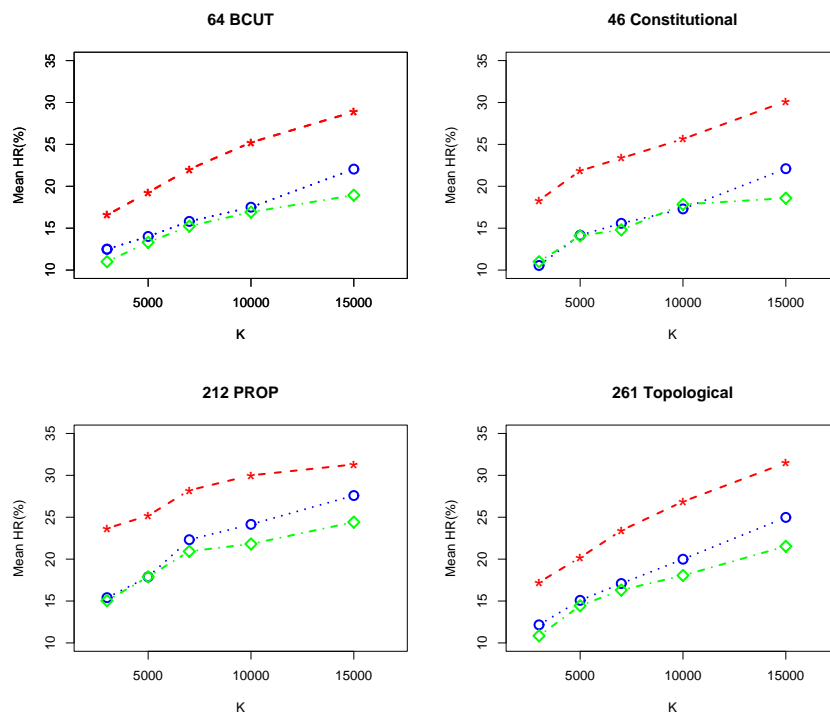 64 BCUT
Mean HR(%)
10 15 20 25 30 35
5000 10000 15000
K
46 Constitutional
Mean HR(%)
10 15 20 25 30 35
5000 10000 15000
K
212 PROP
Mean HR(%)
10 15 20 25 30 35
5000 10000 15000
K
261 Topological
Mean HR(%)
10 15 20 25 30 35
5000 10000 15000
K